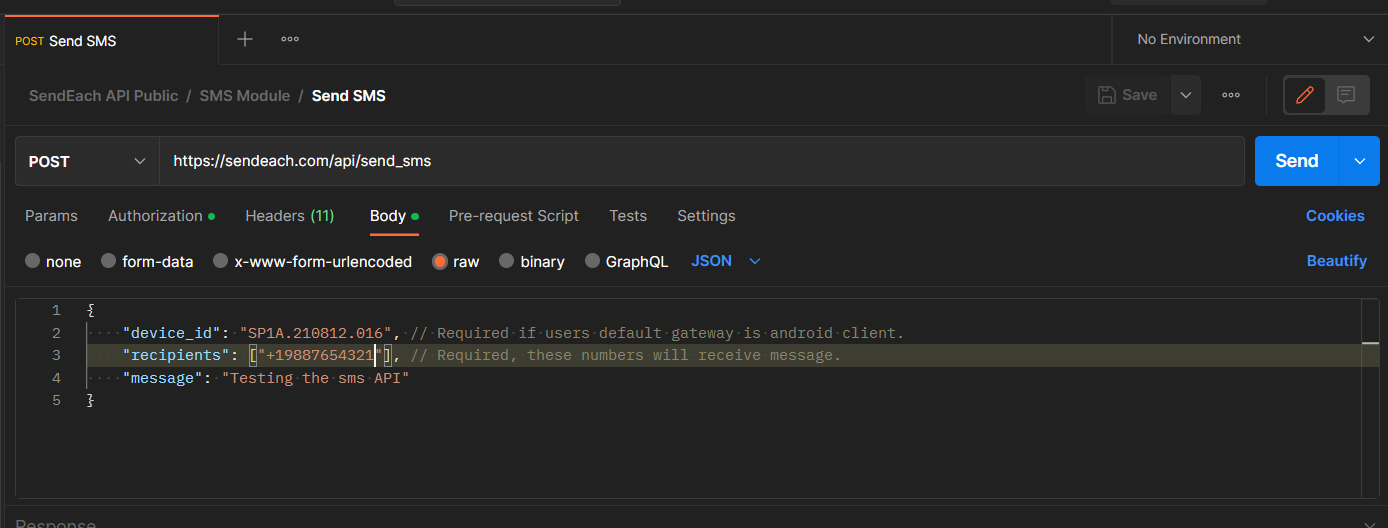 POST Send SMS
No Environment
SendEach API Public / SMS Module / Send SMS
Save
POST
https://sendeach.com/api/send_sms
Send
Params Authorization Headers (11) Body Pre-request Script Tests Settings Cookies
none form-data x-www-form-urlencoded raw binary GraphQL JSON Beautify
1 {
2 "device_id": "SP1A.210812.016", // Required if users default gateway is android client.
3 "recipients": ["+19887654321"], // Required, these numbers will receive message.
4 "message": "Testing the sms API"
5 }
Response